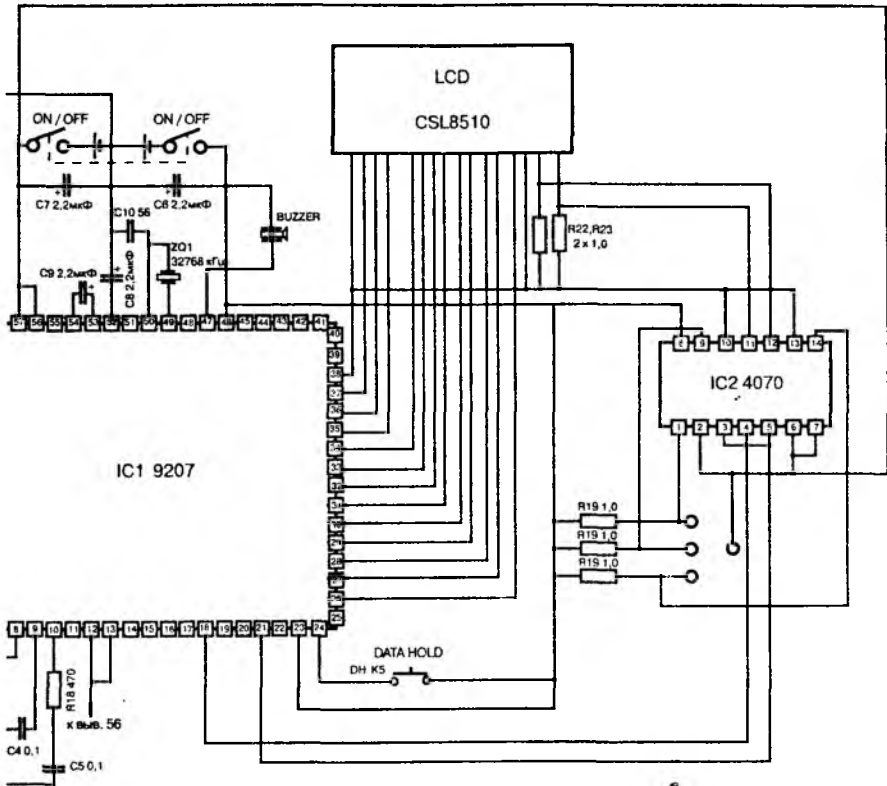 LCD
CSL8510
ON / OFF
ON / OFF
C7 2,2мкФ
C6 2,2мкФ
C10 56
BUZZER
ZQ1
32768 кГц
C9 2,2мкФ
C8 2,2мкФ
R22,R23
2 x 1,0
57 56 55 54 53 52 51 50 49 48 47 46 45 44 43 42 41
40
39
38
37
36
35
34
33
32
31
30
29
28
26
25
8 9 10 11 12 13 14
IC2 4070
1 2 3 4 5 6 7
IC1 9207
R19 1,0
R19 1,0
R19 1,0
8 9 10 11 12 13 14 15 16 17 18 19 20 21 22 23 24
DATA HOLD
DH K5
R18 470
к выв. 56
C4 0,1
C5 0,1